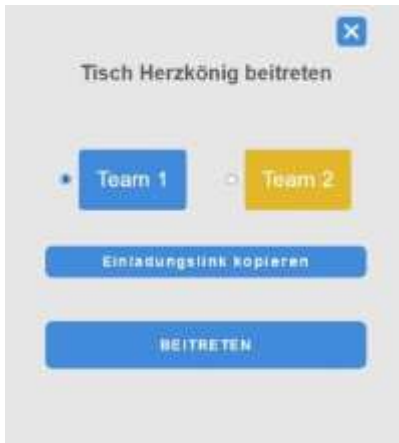 Tisch Herzkönig beitreten
Team 1 Team 2
Einladungslink kopieren
BEITRETEN